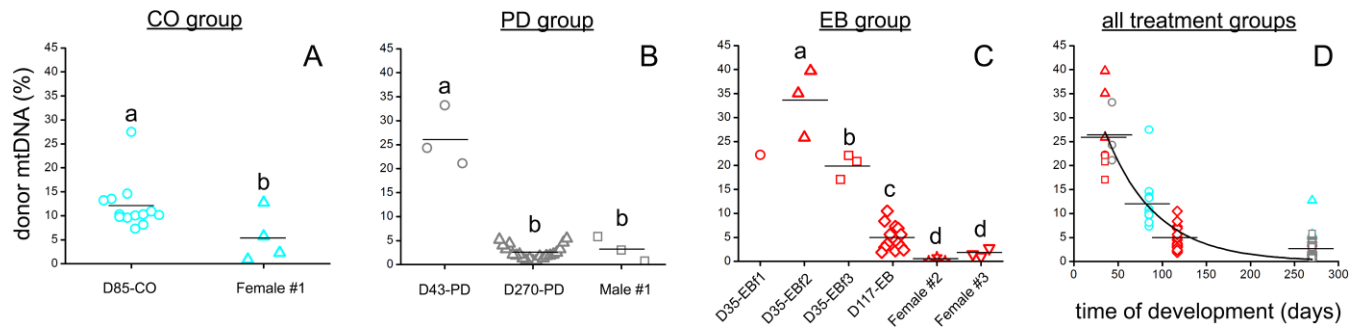 CO group
PD group
EB group
all treatment groups
A
B
C
D
donor mtDNA (%)
45
40
35
30
25
20
15
10
5
0
a
b
D85-CO
Female #1
45
40
35
30
25
20
15
10
5
0
a
b
b
D43-PD
D270-PD
Male #1
45
40
35
30
25
20
15
10
5
0
a
b
c
d
d
D35-EBf1
D35-EBf2
D35-EBf3
D117-EB
Female #2
Female #3
45
40
35
30
25
20
15
10
5
0
0
50
100
150
200
250
300
time of development (days)